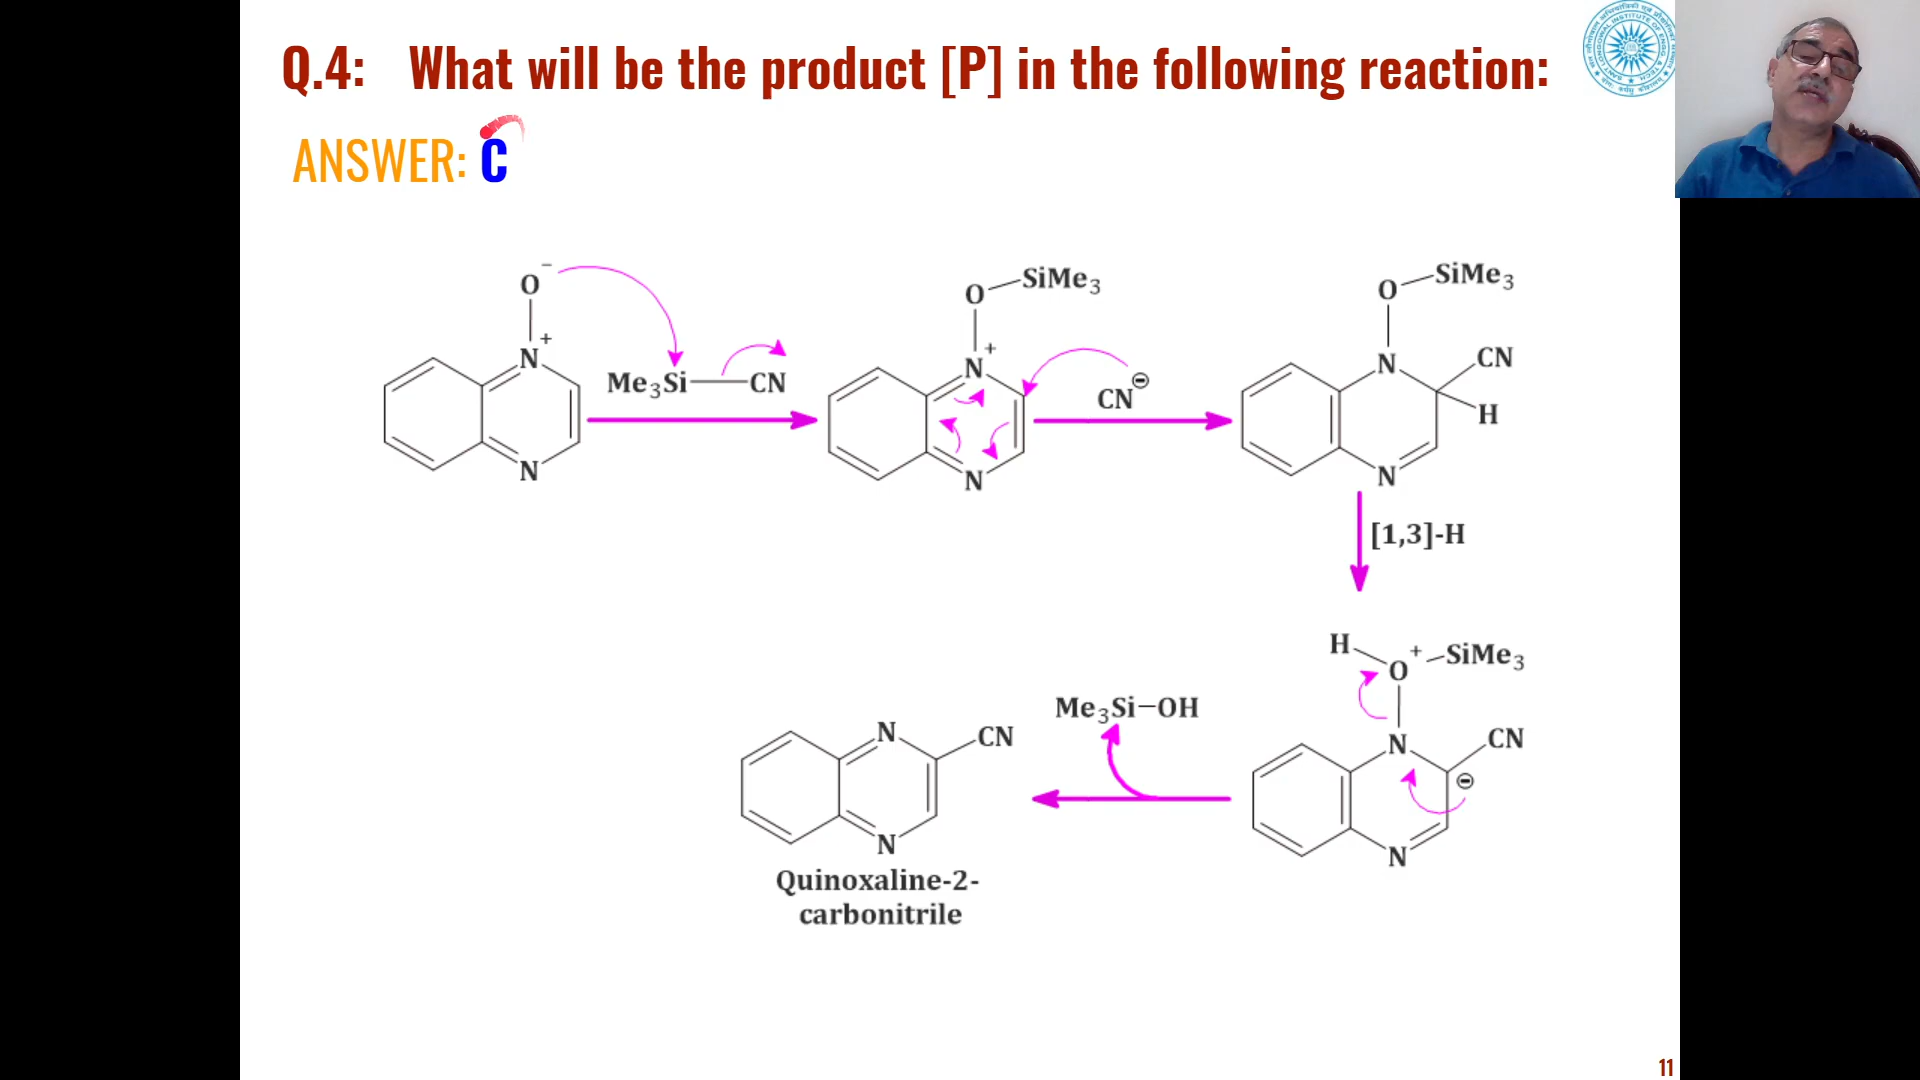 Q.4: What will be the product [P] in the following reaction:
ANSWER: C
O⁻
N⁺
N
Me₃Si—CN
O—SiMe₃
N⁺
N
CN⊖
O—SiMe₃
N
CN
H
N
[1,3]-H
H
O⁺—SiMe₃
N
CN
⊖
N
Me₃Si—OH
N
CN
N
Quinoxaline-2-
carbonitrile
11